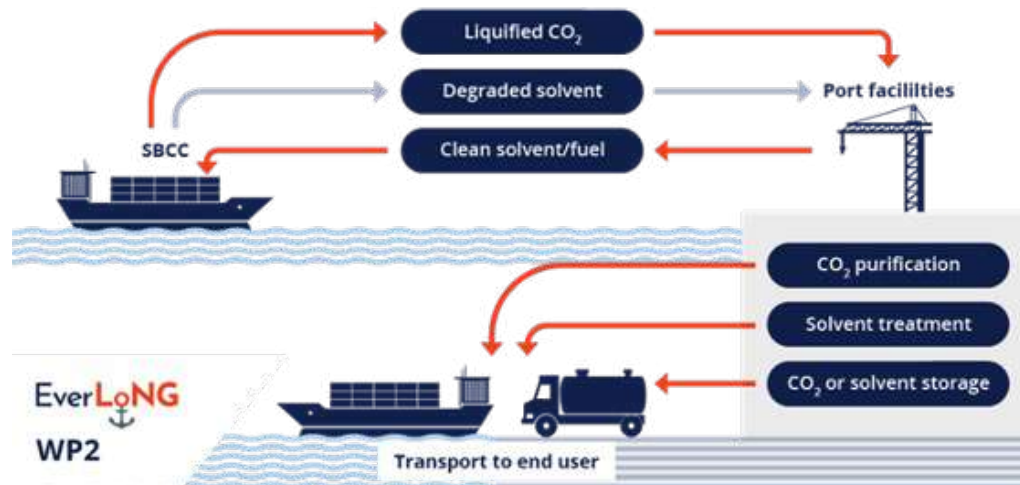 Liquified CO₂
Degraded solvent
Port facililties
Clean solvent/fuel
SBCC
CO₂ purification
Solvent treatment
CO₂ or solvent storage
EverLoNG
WP2
Transport to end user